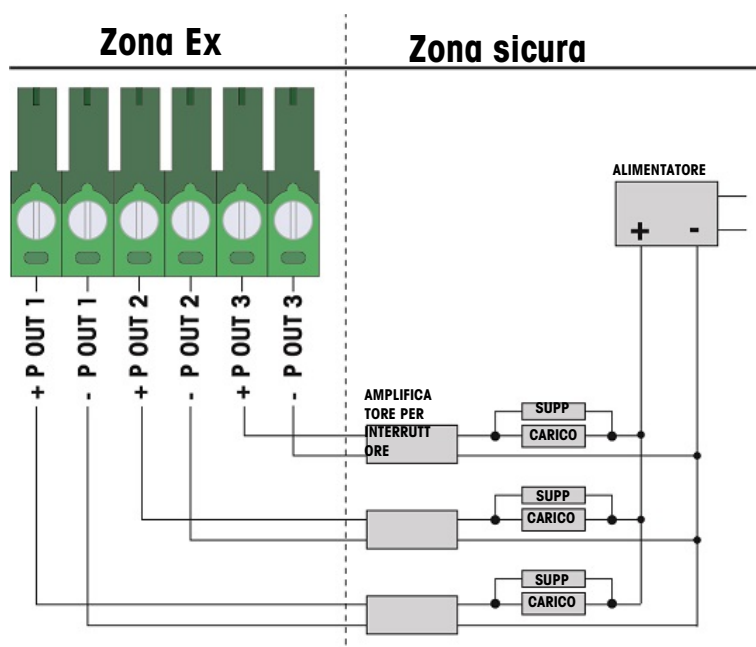 Zona Ex
Zona sicura
ALIMENTATORE
+ -
+ P OUT 1
- P OUT 1
+ P OUT 2
- P OUT 2
+ P OUT 3
- P OUT 3
AMPLIFICA
TORE PER
INTERRUTT
ORE
SUPP
CARICO
SUPP
CARICO
SUPP
CARICO